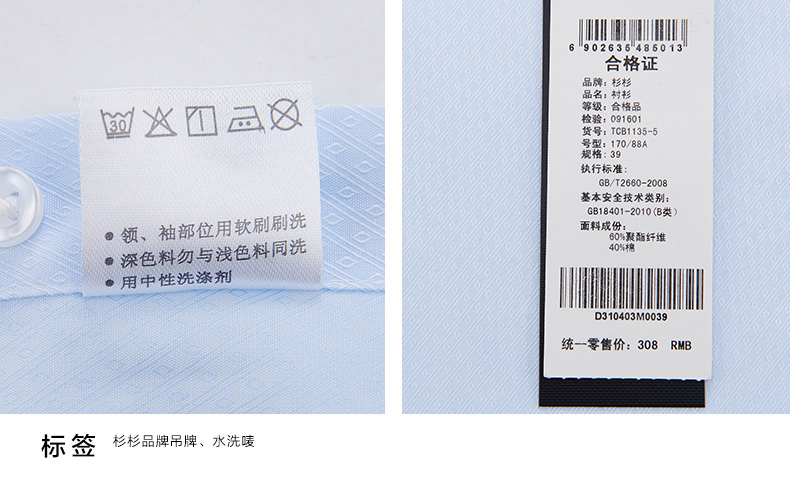 30
● 领、袖部位用软刷刷洗
● 深色料勿与浅色料同洗
● 用中性洗涤剂
6 902635 485013
合格证
品牌: 杉杉
品名: 衬衫
等级: 合格品
检验: 091601
货号: TCB1135-5
号型: 170/88A
规格: 39
执行标准:
GB/T2660-2008
基本安全技术类别:
GB18401-2010(B类)
面料成份:
60%聚酯纤维
40%棉
D310403M0039
统一零售价: 308 RMB
标签 杉杉品牌吊牌、水洗唛